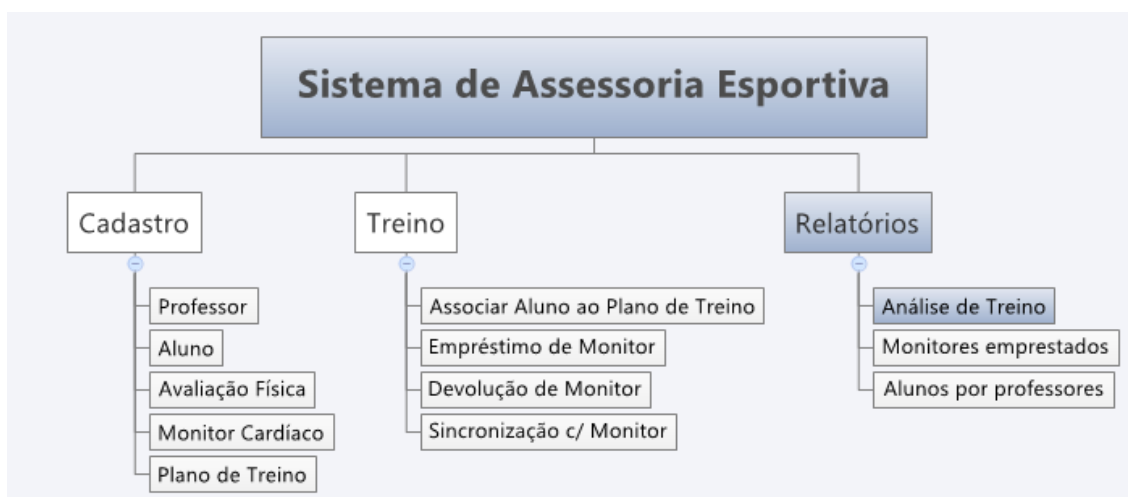 Sistema de Assessoria Esportiva
Cadastro
Professor
Aluno
Avaliação Física
Monitor Cardíaco
Plano de Treino
Treino
Associar Aluno ao Plano de Treino
Empréstimo de Monitor
Devolução de Monitor
Sincronização c/ Monitor
Relatórios
Análise de Treino
Monitores emprestados
Alunos por professores